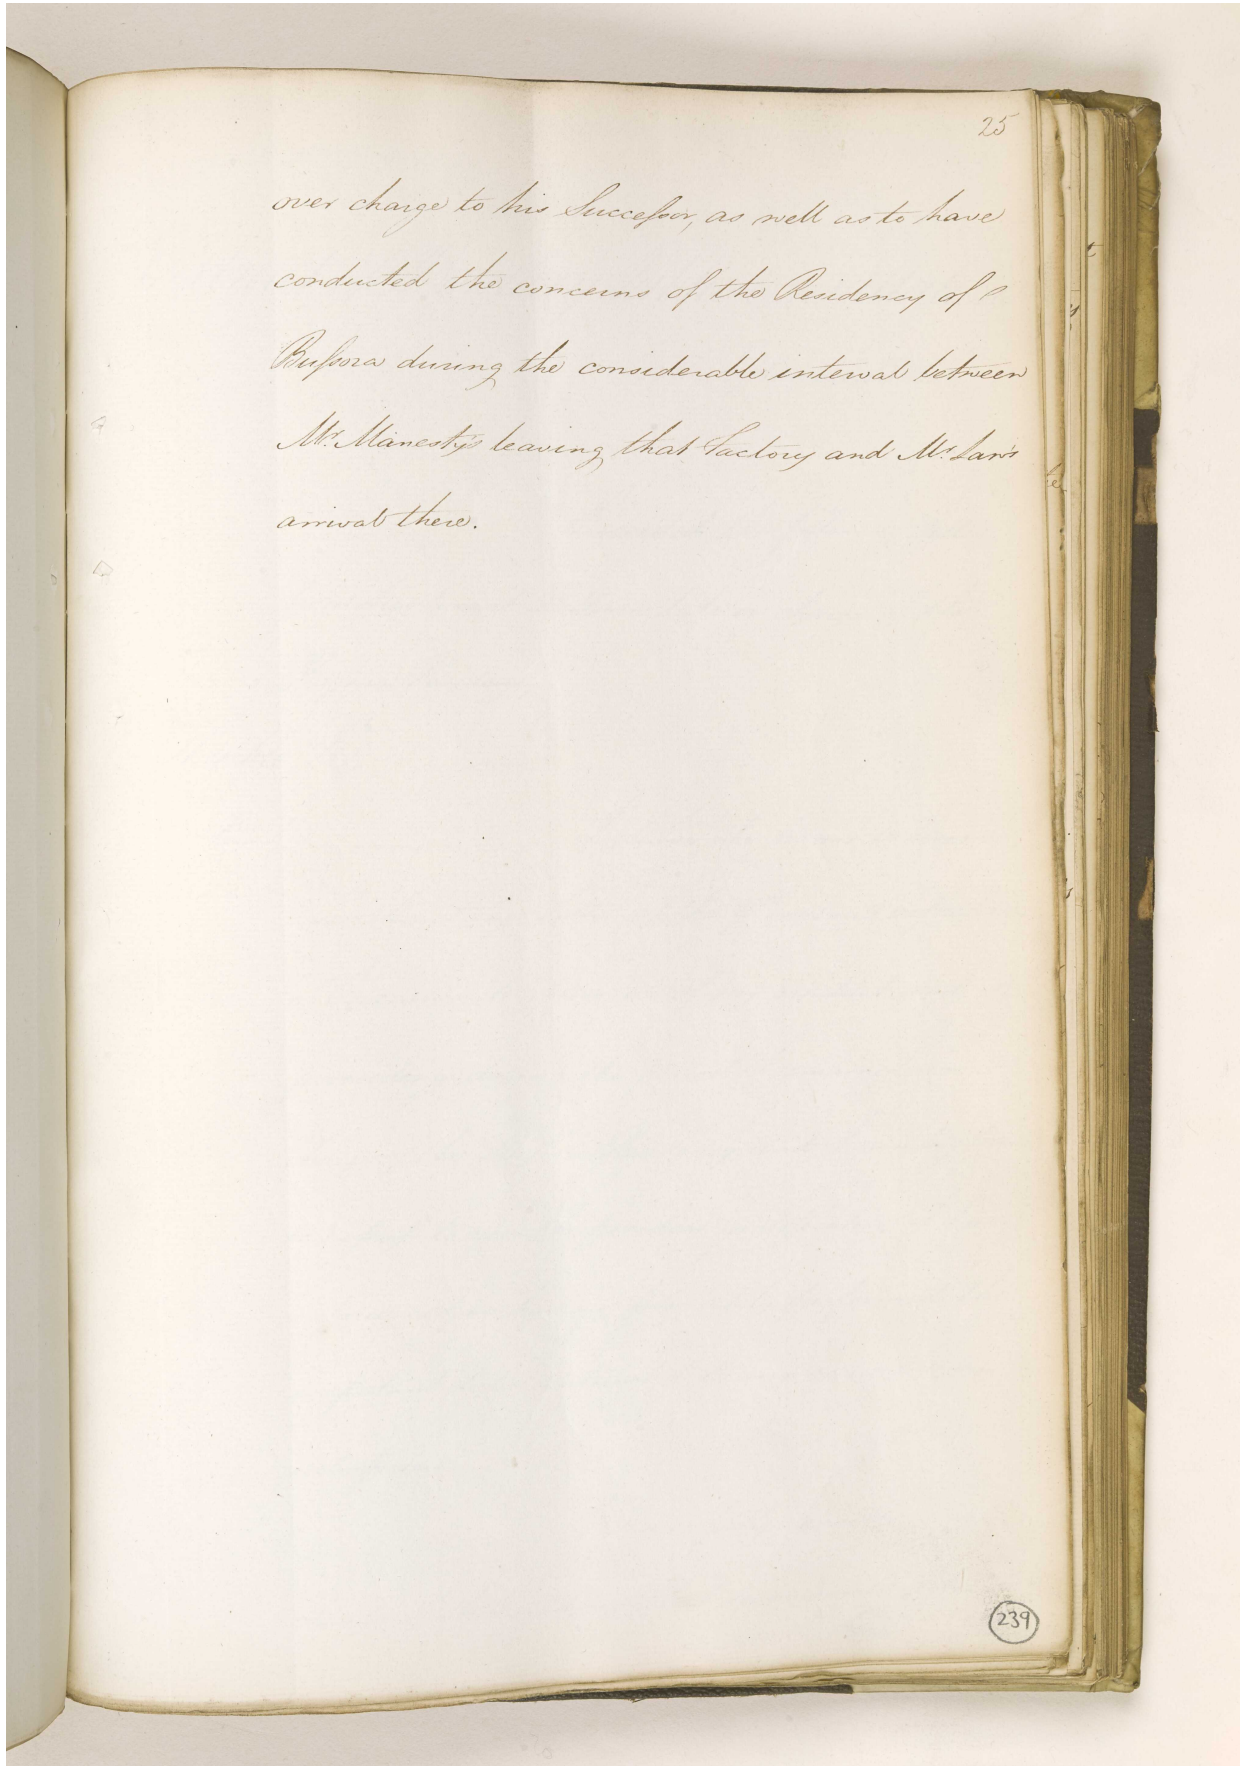 25
over charge to his Successor, as well as to have
conducted the concerns of the Residency of
Bussora during the considerable interval between
Mr. Manesty's leaving that Factory and Mr. Law's
arrival there.
239